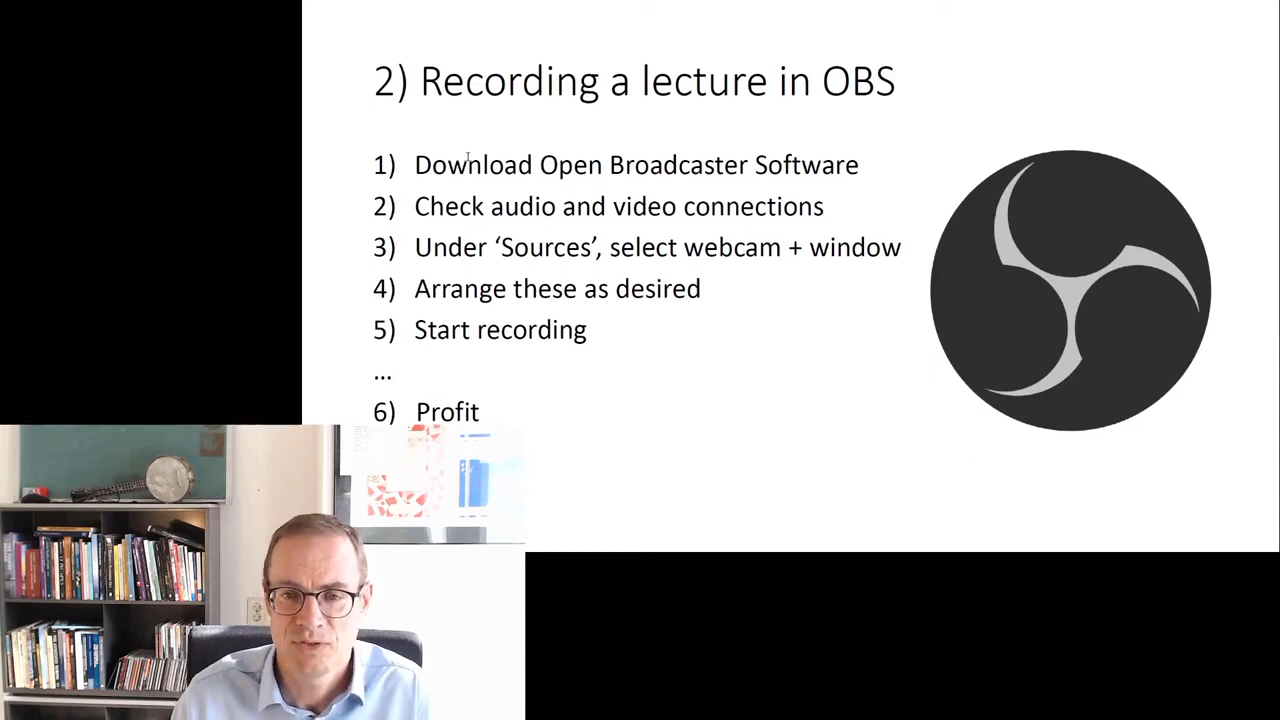 2) Recording a lecture in OBS
1) Download Open Broadcaster Software
2) Check audio and video connections
3) Under ‘Sources’, select webcam + window
4) Arrange these as desired
5) Start recording
…
6) Profit